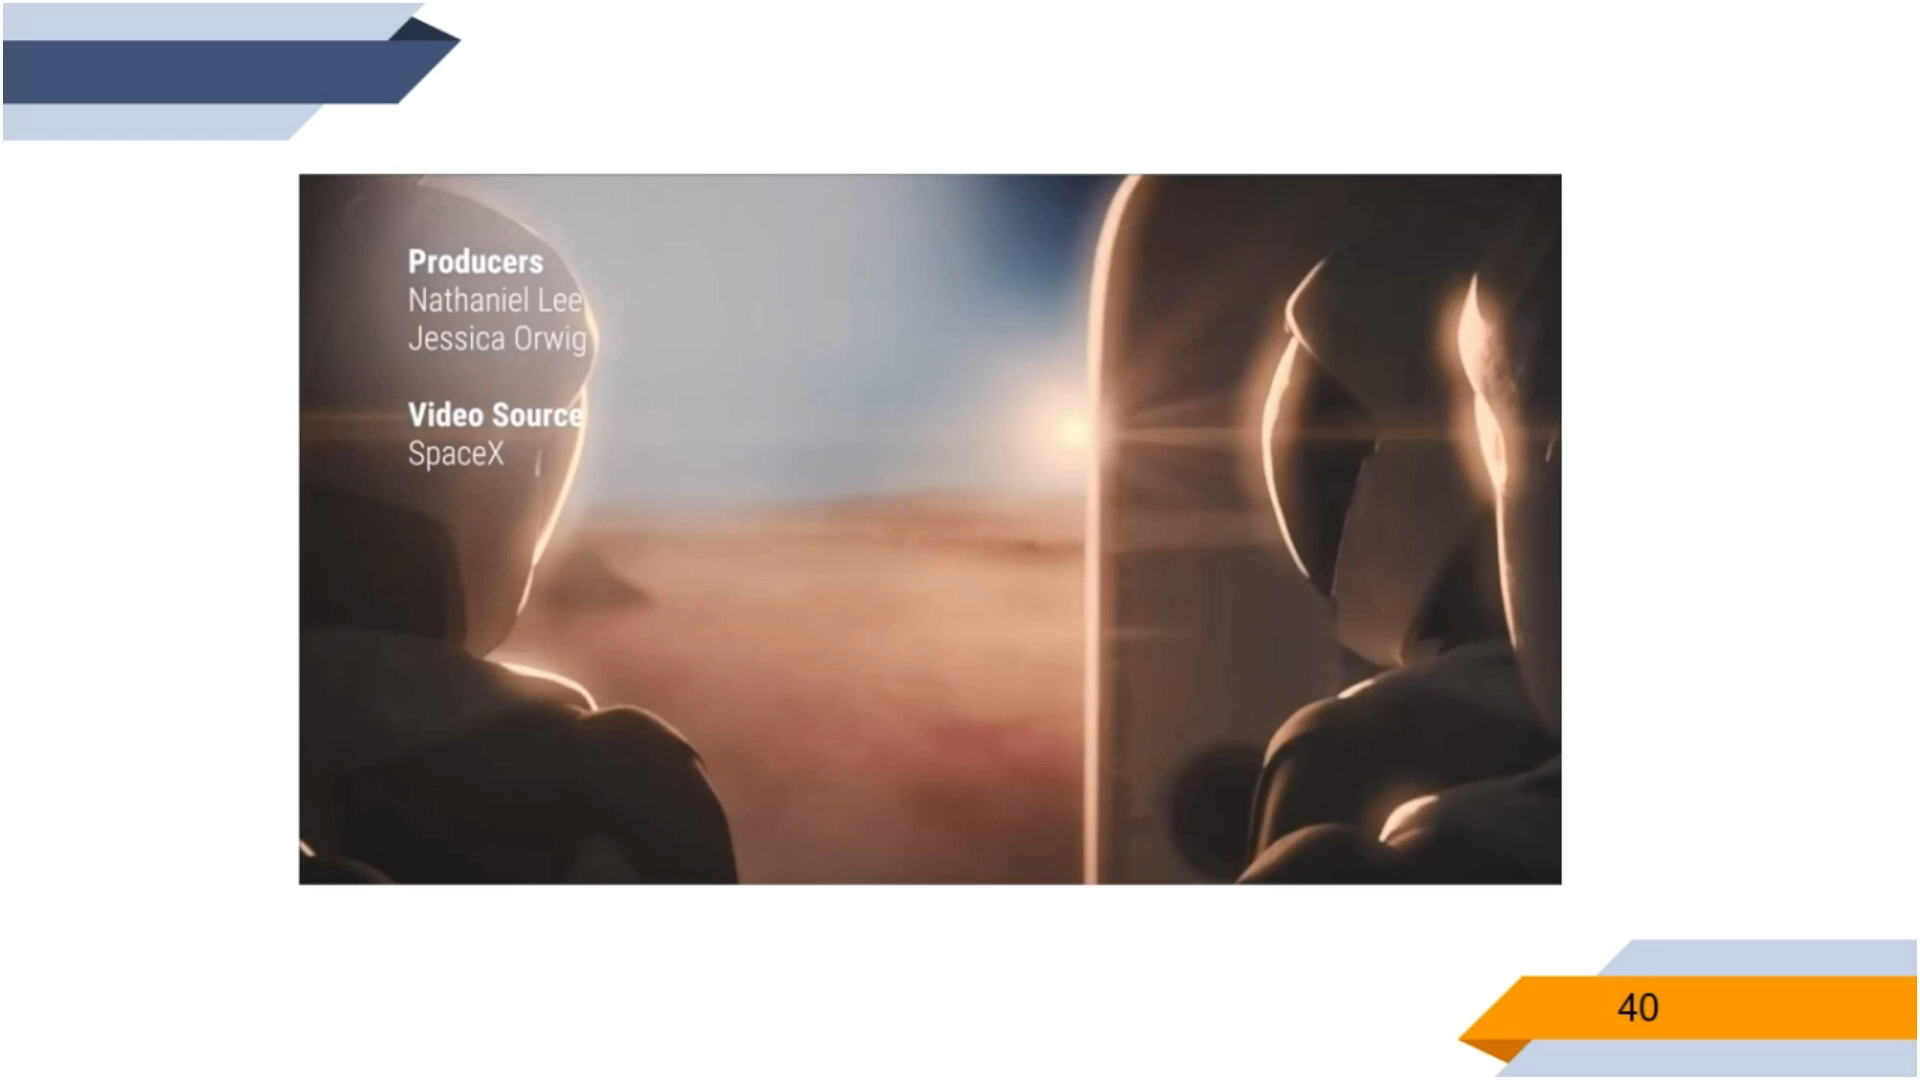 Producers
Nathaniel Lee
Jessica Orwig
Video Source
SpaceX
40